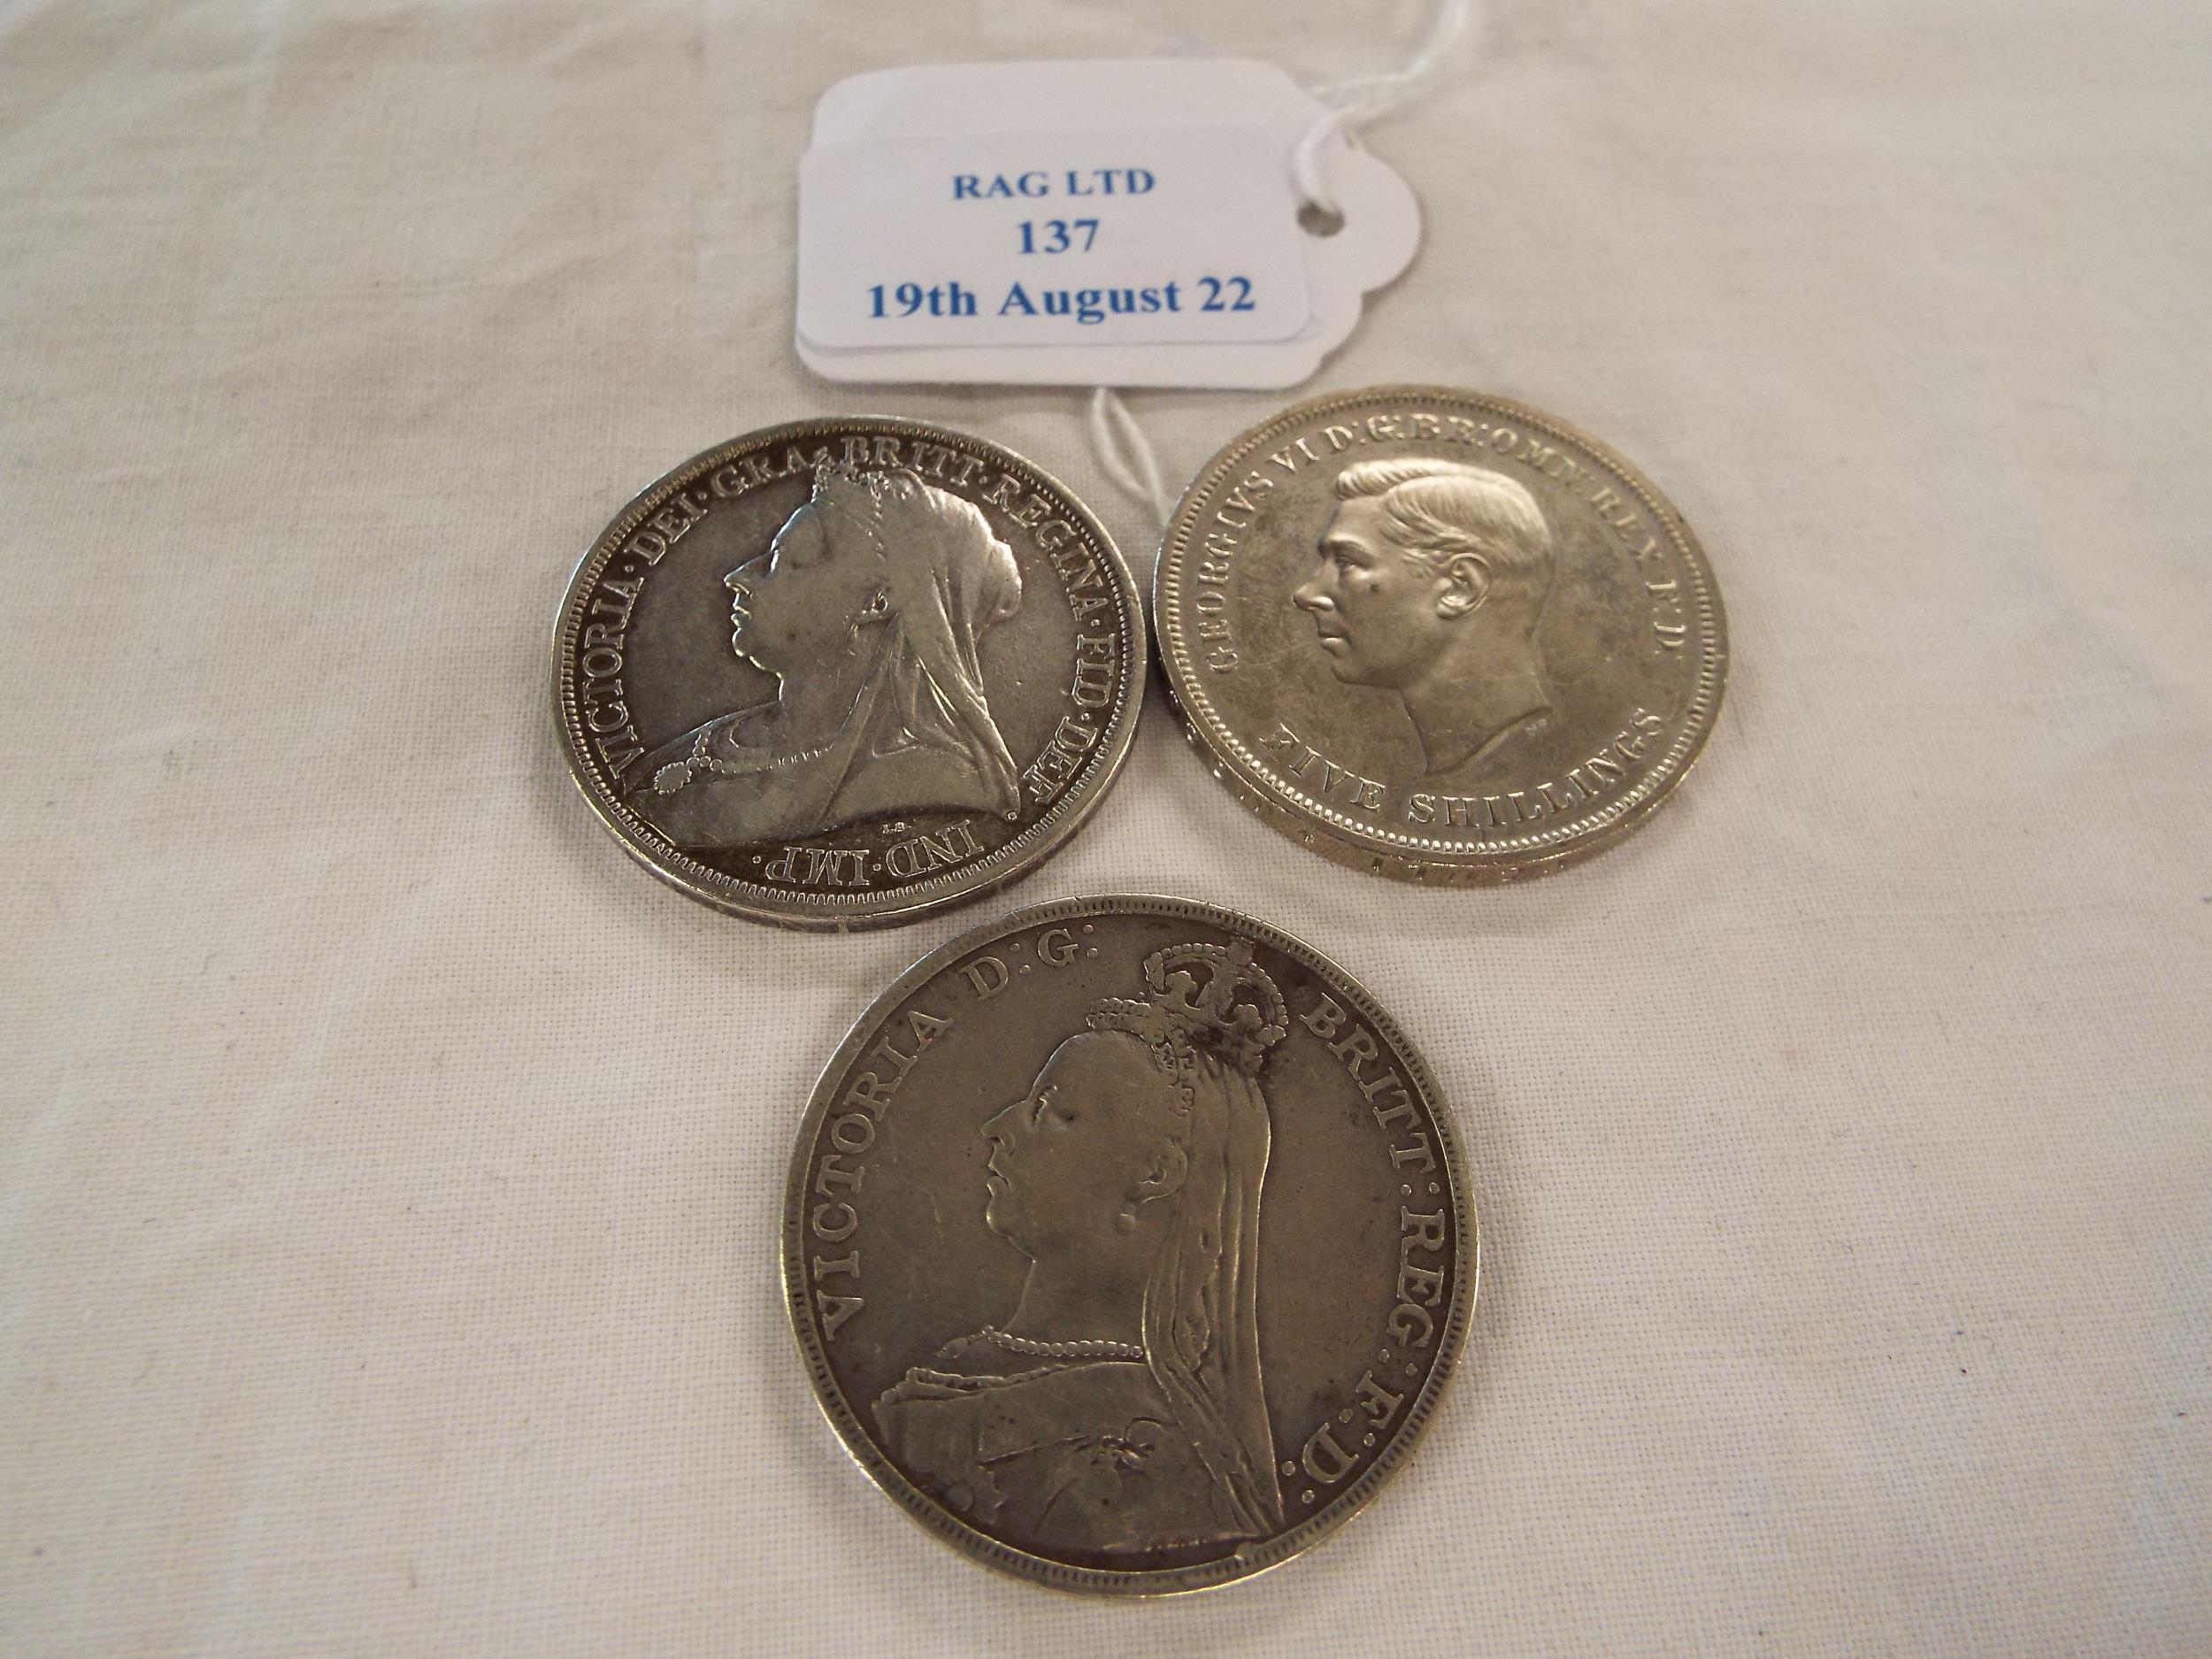 RAG LTD
137
19th August 22
VICTORIA·DEI·GRA·BRITT·REGINA·FID·DEF·
IND·IMP·
GEORGIVS VI D:G:BR:OMN:REX F:D:
FIVE SHILLINGS
VICTORIA D:G: BRITT:REG:F:D: